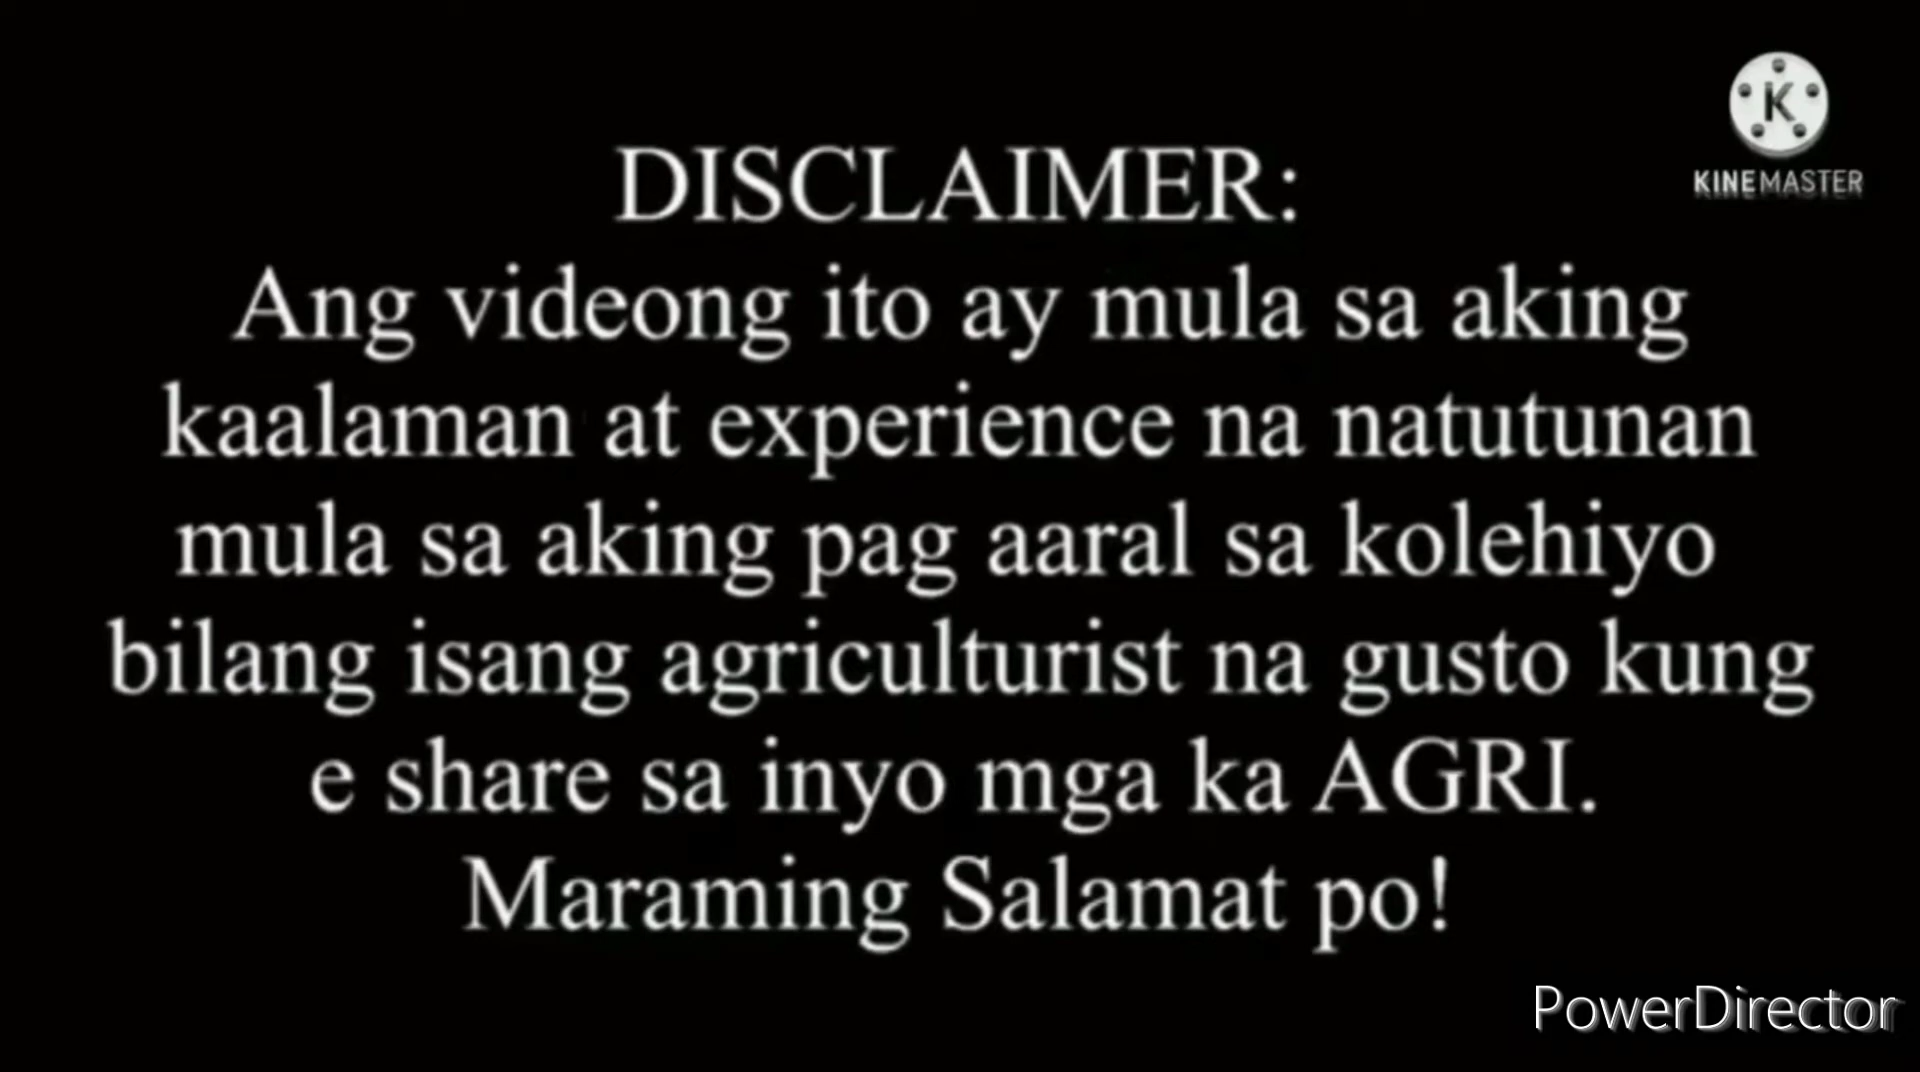 K
KINEMASTER
DISCLAIMER:
Ang videong ito ay mula sa aking
kaalaman at experience na natutunan
mula sa aking pag aaral sa kolehiyo
bilang isang agriculturist na gusto kung
e share sa inyo mga ka AGRI.
Maraming Salamat po!
PowerDirector